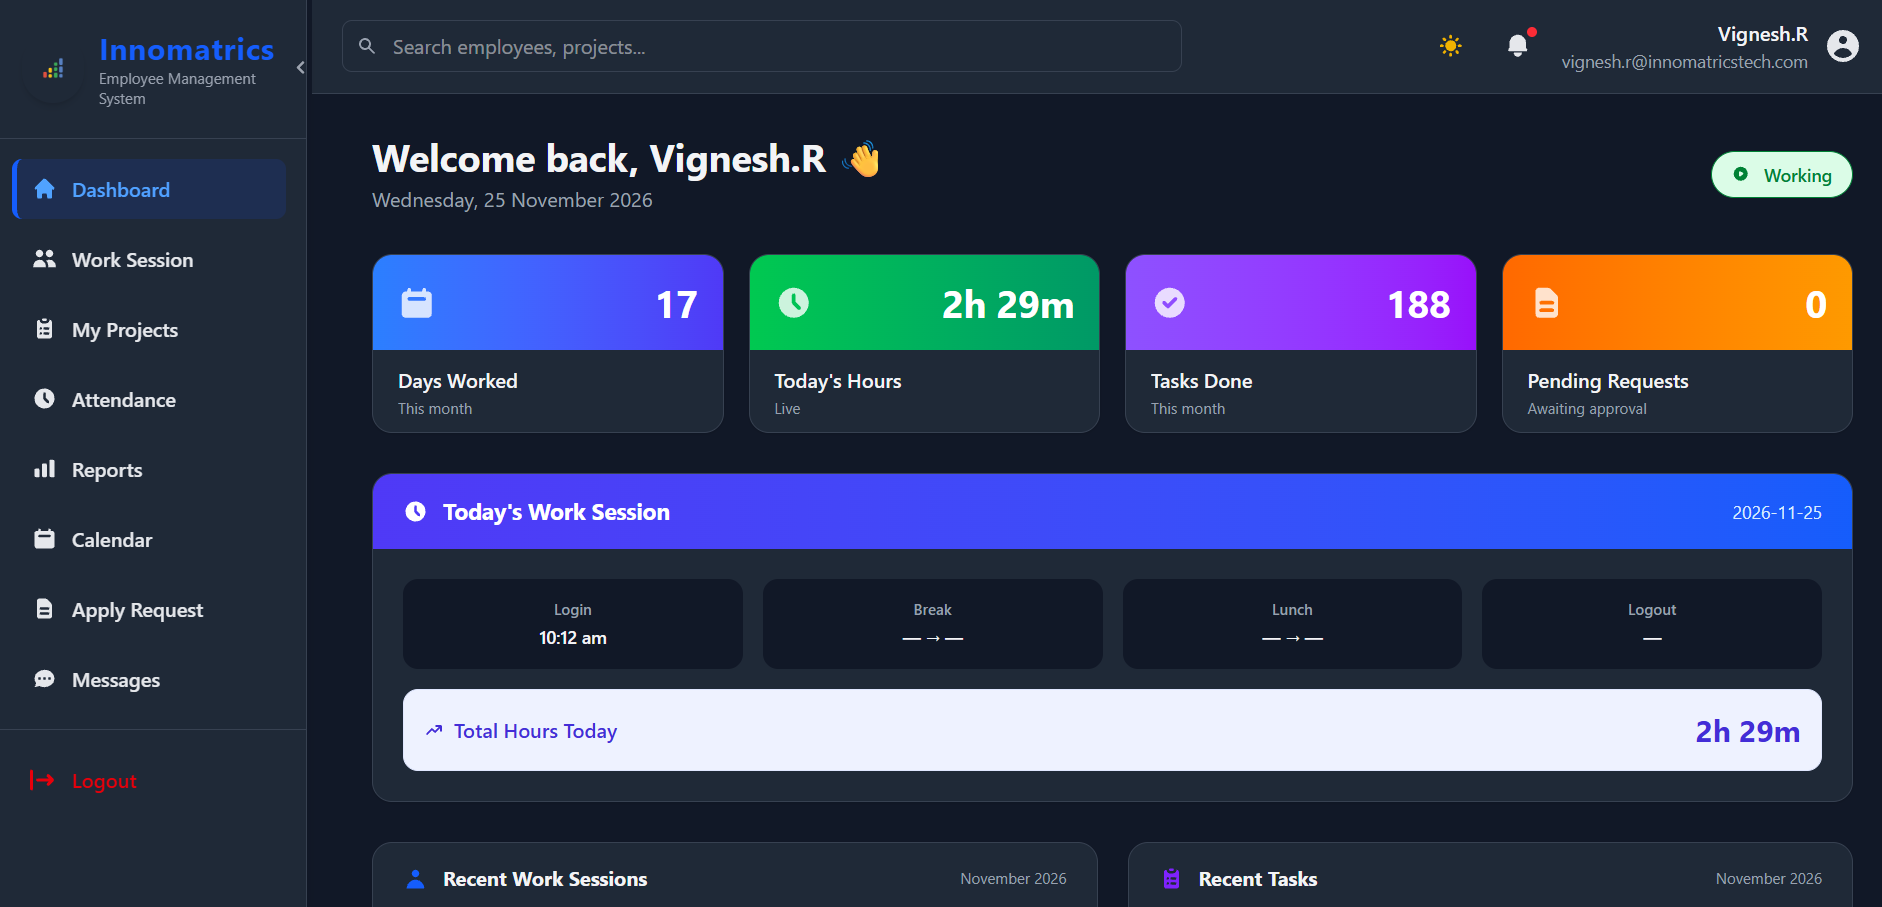 Innomatrics
Employee Management
System
Search employees, projects...
Vignesh.R
vignesh.r@innomatricstech.com
Dashboard
Work Session
My Projects
Attendance
Reports
Calendar
Apply Request
Messages
Logout
Welcome back, Vignesh.R 👋
Wednesday, 25 November 2026
Working
17
Days Worked
This month
2h 29m
Today's Hours
Live
188
Tasks Done
This month
0
Pending Requests
Awaiting approval
Today's Work Session
2026-11-25
Login
10:12 am
Break
— → —
Lunch
— → —
Logout
—
Total Hours Today
2h 29m
Recent Work Sessions
November 2026
Recent Tasks
November 2026